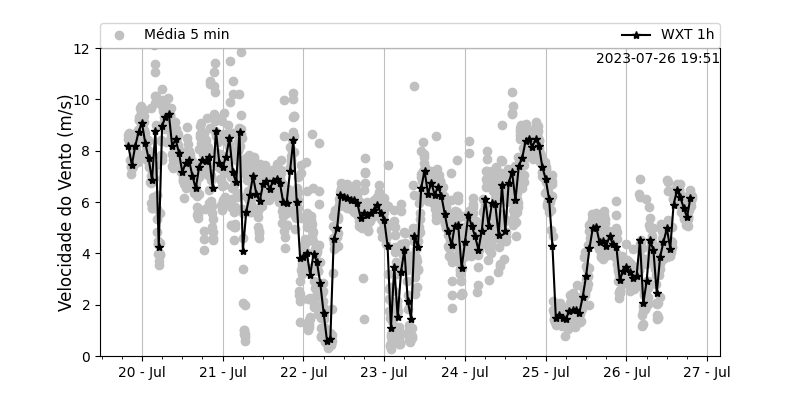 Média 5 min WXT 1h
2023-07-26 19:51
Velocidade do Vento (m/s)
12
10
8
6
4
2
0
20 - Jul 21 - Jul 22 - Jul 23 - Jul 24 - Jul 25 - Jul 26 - Jul 27 - Jul